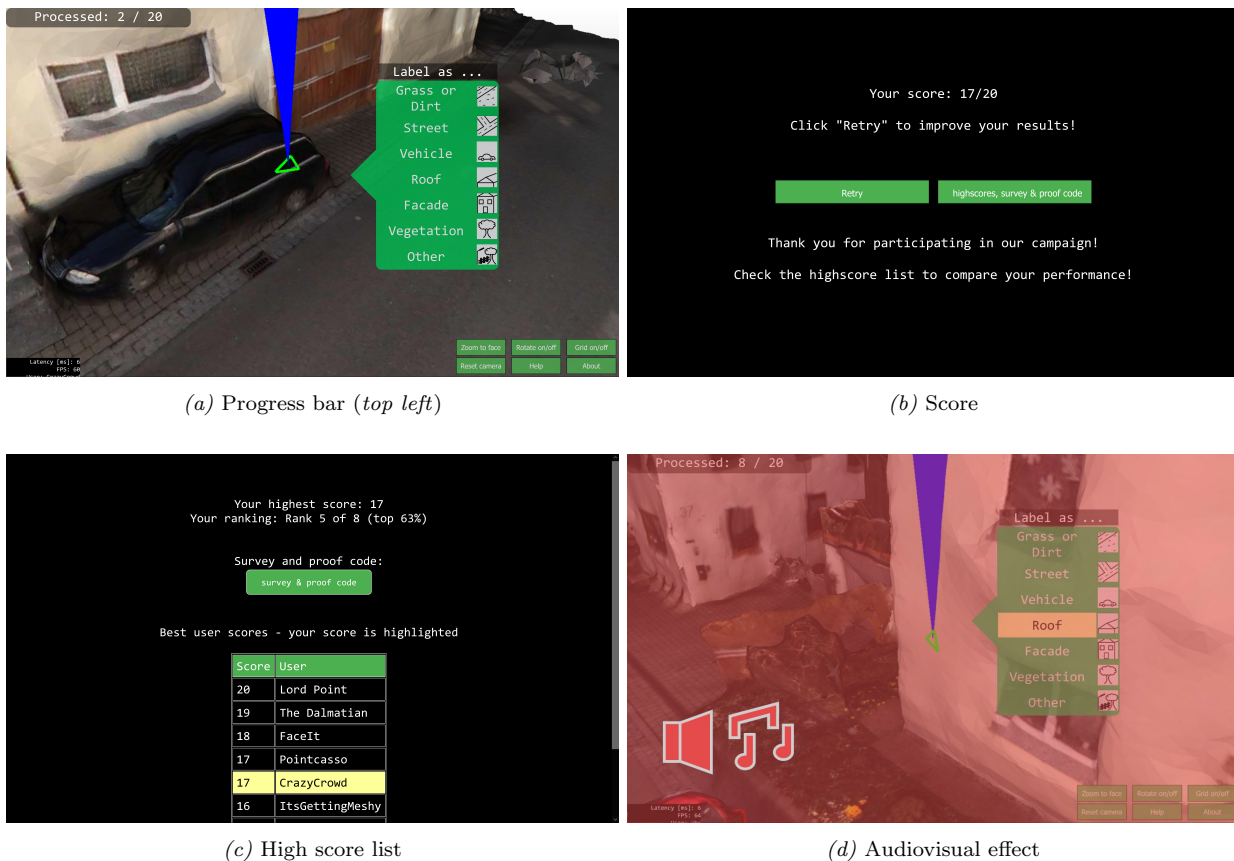 Processed: 2 / 20
Label as ...
Grass or
Dirt
Street
Vehicle
Roof
Facade
Vegetation
Other
Latency [ms]: 6
FPS: 60
Zoom to face
Rotate on/off
Grid on/off
Reset camera
Help
About
(a) Progress bar (top left)
Your score: 17/20
Click "Retry" to improve your results!
Retry
highscores, survey & proof code
Thank you for participating in our campaign!
Check the highscore list to compare your performance!
(b) Score
Your highest score: 17
Your ranking: Rank 5 of 8 (top 63%)
Survey and proof code:
survey & proof code
Best user scores - your score is highlighted
Score User
20 Lord Point
19 The Dalmatian
18 FaceIt
17 Pointcasso
17 CrazyCrowd
16 ItsGettingMeshy
(c) High score list
Processed: 8 / 20
Label as ...
Grass or
Dirt
Street
Vehicle
Roof
Facade
Vegetation
Other
Latency [ms]: 6
FPS: 64
Zoom to face
Rotate on/off
Grid on/off
Reset camera
Help
About
(d) Audiovisual effect